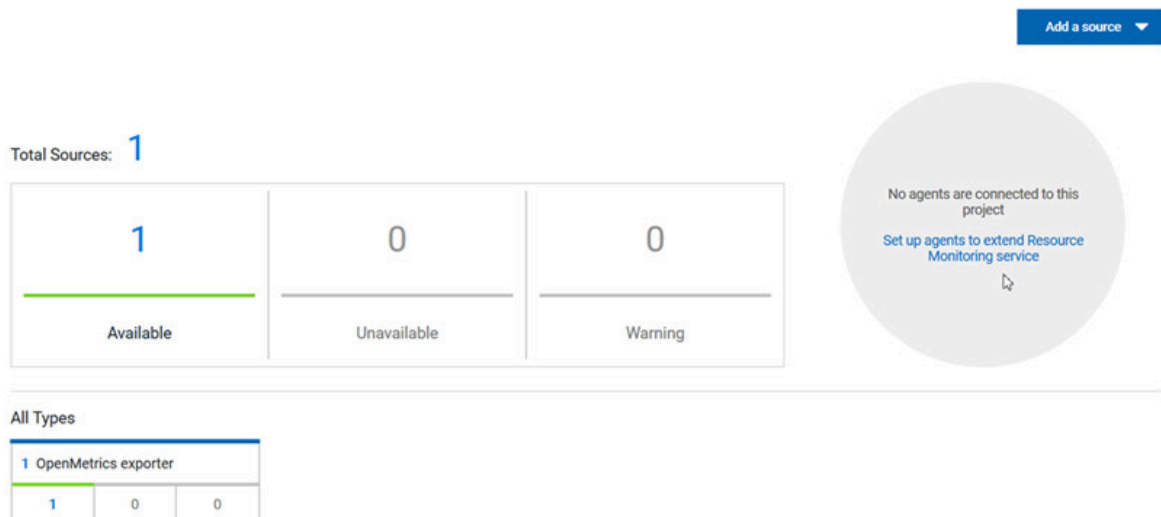 Add a source
Total Sources: 1
1
0
0
Available
Unavailable
Warning
No agents are connected to this
project
Set up agents to extend Resource
Monitoring service
All Types
1 OpenMetrics exporter
1
0
0